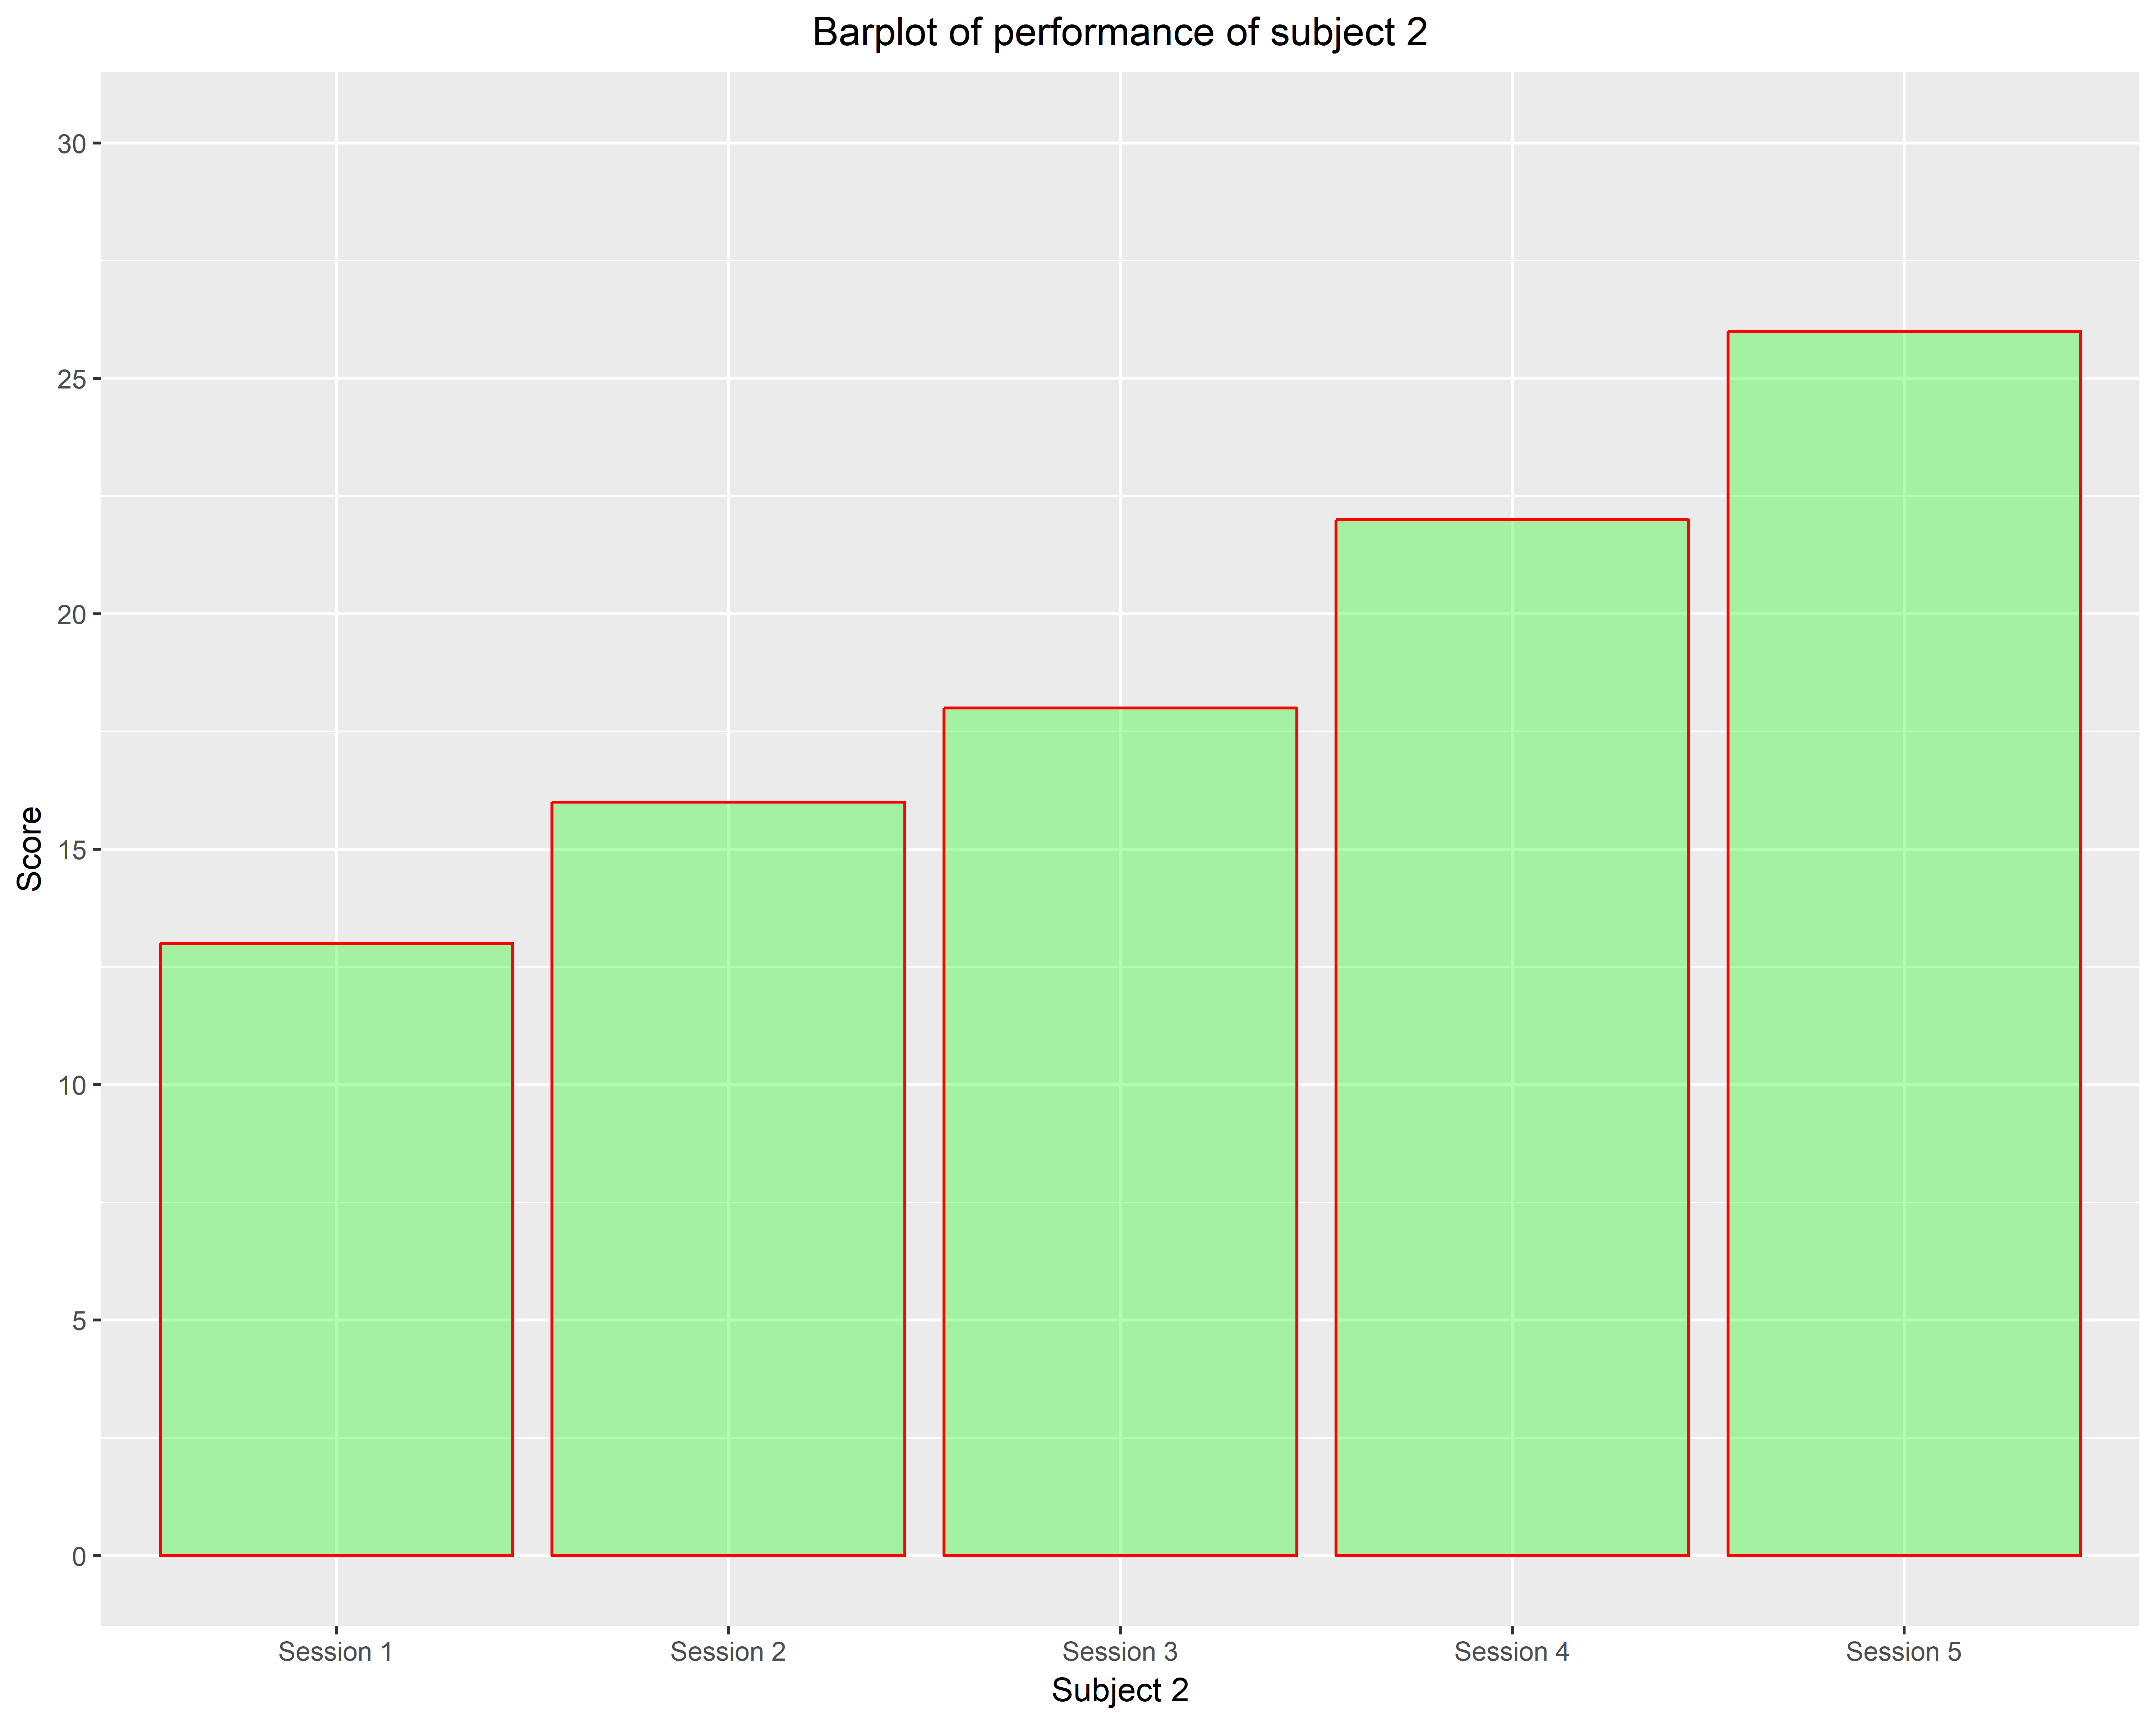 Barplot of performance of subject 2
30
25
20
15
10
5
0
Score
Session 1
Session 2
Session 3
Session 4
Session 5
Subject 2